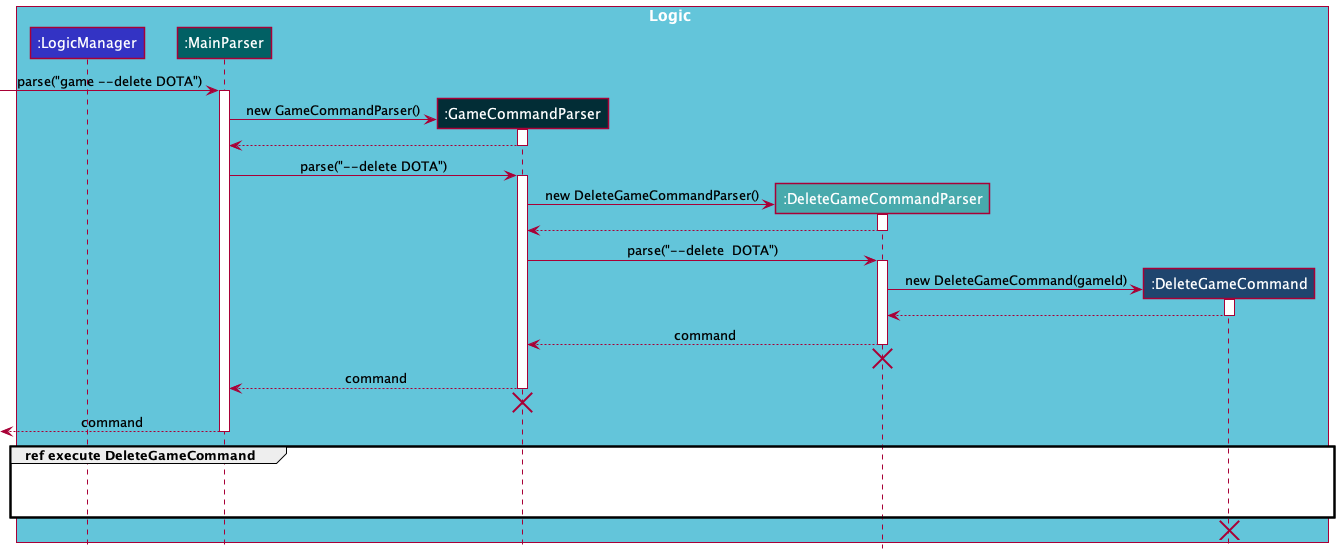 Logic
:LogicManager
:MainParser
parse("game --delete DOTA")
new GameCommandParser()
:GameCommandParser
parse("--delete DOTA")
new DeleteGameCommandParser()
:DeleteGameCommandParser
parse("--delete  DOTA")
new DeleteGameCommand(gameId)
:DeleteGameCommand
command
command
command
ref execute DeleteGameCommand